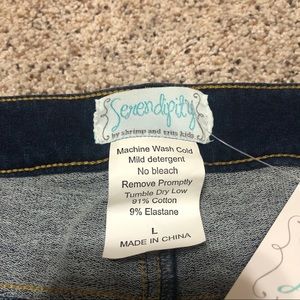 Serendipity
by shrimp and grits kids
Machine Wash Cold
Mild detergent
No bleach
Remove Promptly
Tumble Dry Low
91% Cotton
9% Elastane
L
MADE IN CHINA